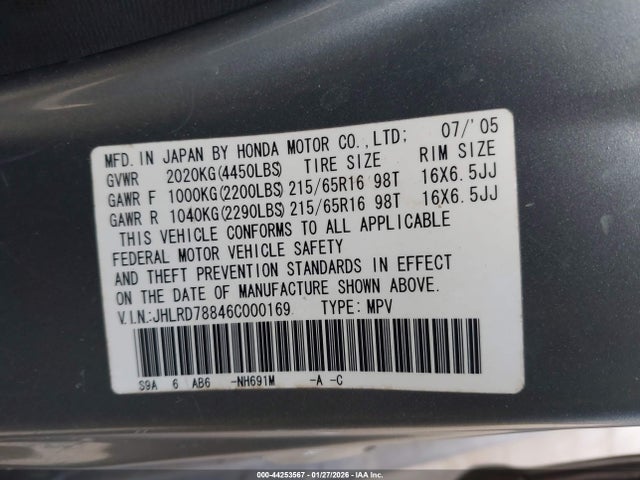 MFD. IN JAPAN BY HONDA MOTOR CO.,LTD; 07/'05
GVWR 2020KG(4450LBS) TIRE SIZE RIM SIZE
GAWR F 1000KG(2200LBS) 215/65R16 98T 16X6.5JJ
GAWR R 1040KG(2290LBS) 215/65R16 98T 16X6.5JJ
THIS VEHICLE CONFORMS TO ALL APPLICABLE
FEDERAL MOTOR VEHICLE SAFETY
AND THEFT PREVENTION STANDARDS IN EFFECT
ON THE DATE OF MANUFACTURE SHOWN ABOVE.
V.I.N.:JHLRD78846C000169 TYPE: MPV
S9A 6 AB6 -NH691M -A -C
000-44253567 - 01/27/2026 - IAA Inc.